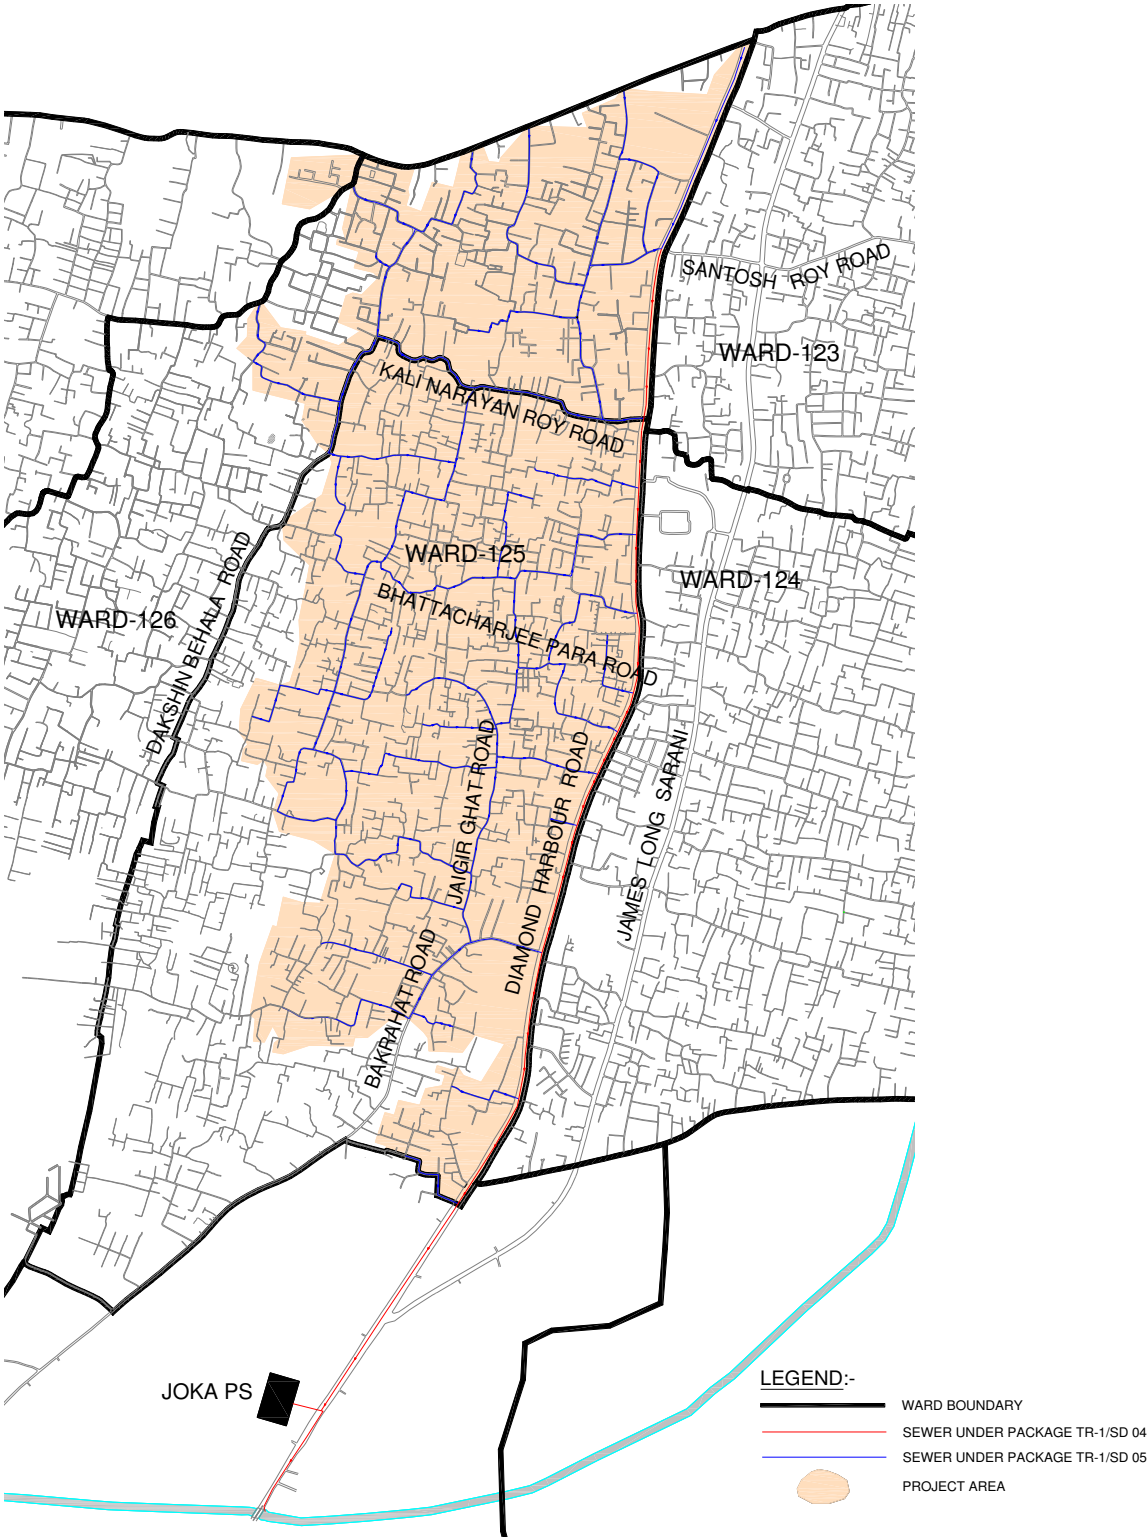 SANTOSH ROY ROAD
WARD-123
KALI NARAYAN ROY ROAD
WARD-125
WARD-124
BHATTACHARJEE PARA ROAD
WARD-126
DAKSHIN BEHALA ROAD
JAIGIR GHAT ROAD
DIAMOND HARBOUR ROAD
JAMES LONG SARANI
BAKRAHAT ROAD
JOKA PS
LEGEND:-
WARD BOUNDARY
SEWER UNDER PACKAGE TR-1/SD 04
SEWER UNDER PACKAGE TR-1/SD 05
PROJECT AREA